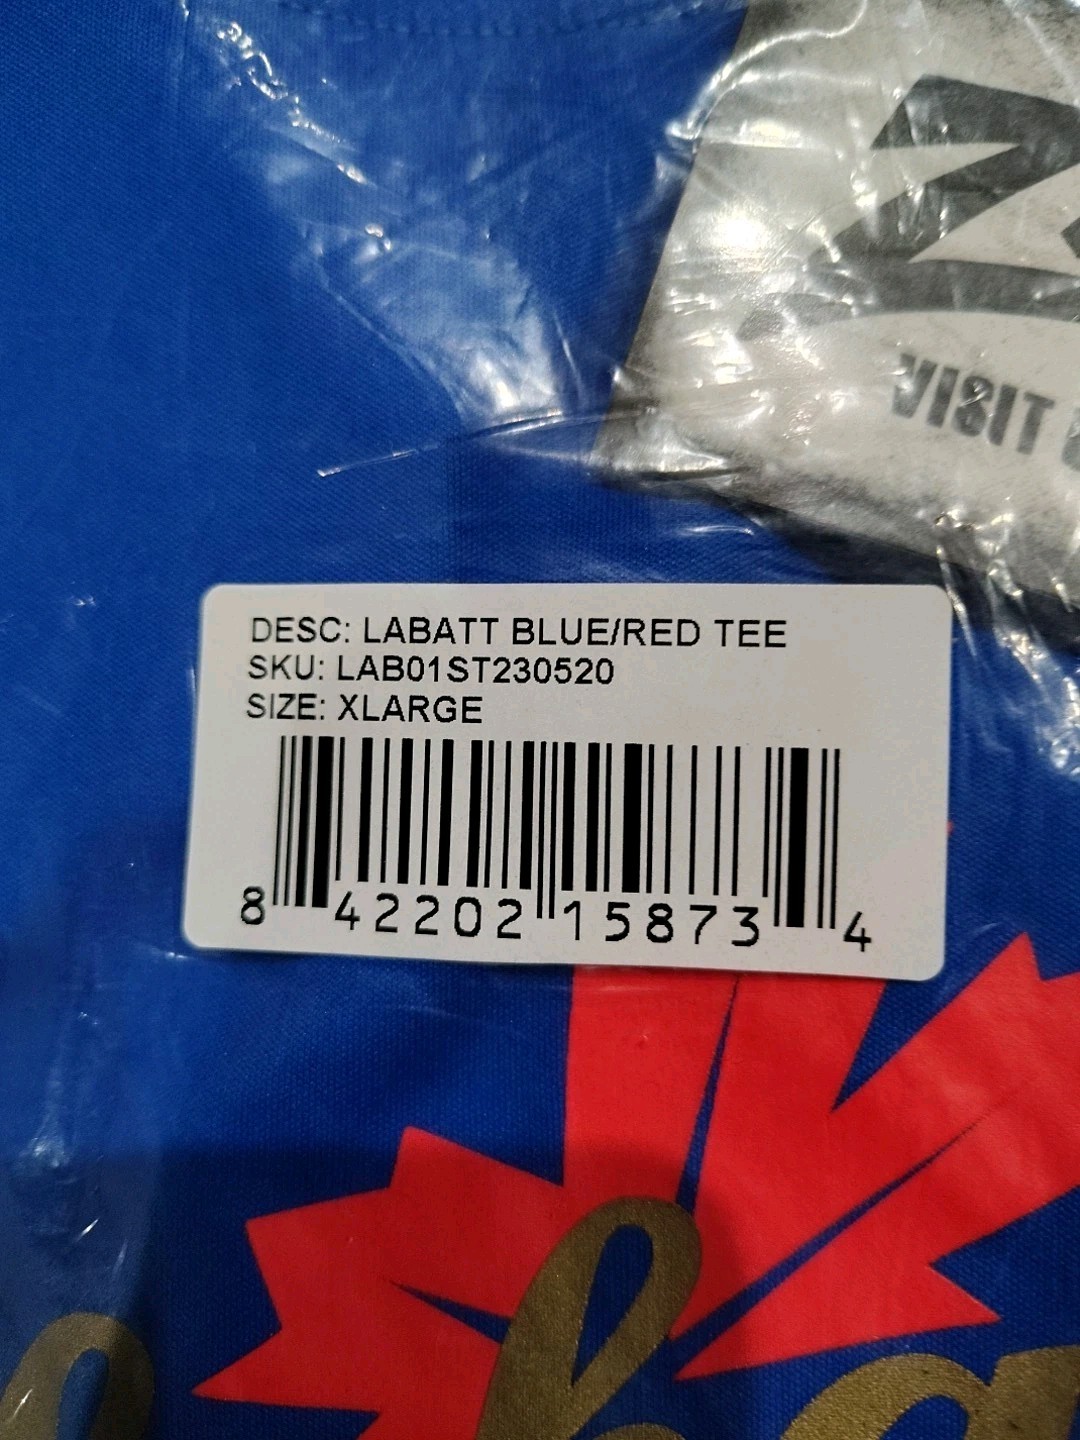 VISIT
DESC: LABATT BLUE/RED TEE
SKU: LAB01ST230520
SIZE: XLARGE
8 42202 15873 4